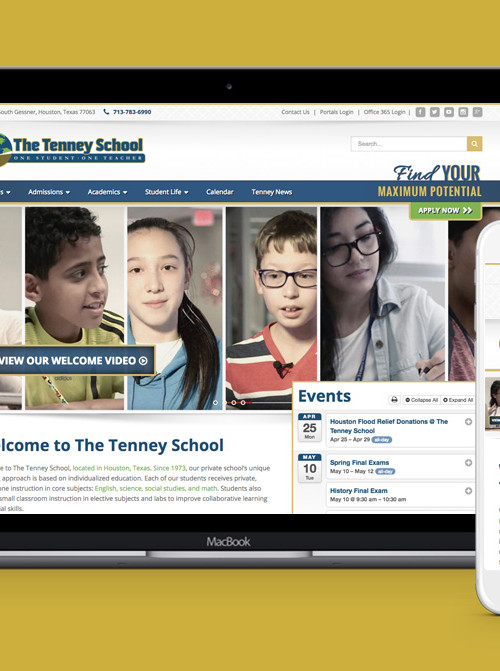 South Gessner, Houston, Texas 77063 713-783-6990 Contact Us | Portals Login | Office 365 Login |
The Tenney School
ONE STUDENT · ONE TEACHER
Search...
Find YOUR
MAXIMUM POTENTIAL
Admissions Academics Student Life Calendar Tenney News
APPLY NOW
VIEW OUR WELCOME VIDEO
Events
Collapse All Expand All
APR
25
Mon
Houston Flood Relief Donations @ The
Tenney School
Apr 25 – Apr 29 all-day
MAY
10
Tue
Spring Final Exams
May 10 – May 12 all-day
History Final Exam
May 10 @ 9:30 am – 10:30 am
elcome to The Tenney School
e to The Tenney School, located in Houston, Texas. Since 1973, our private school's unique
approach is based on individualized education. Each of our students receives private,
ne instruction in core subjects: English, science, social studies, and math. Students also
small classroom instruction in elective subjects and labs to improve collaborative learning
al skills.
MacBook